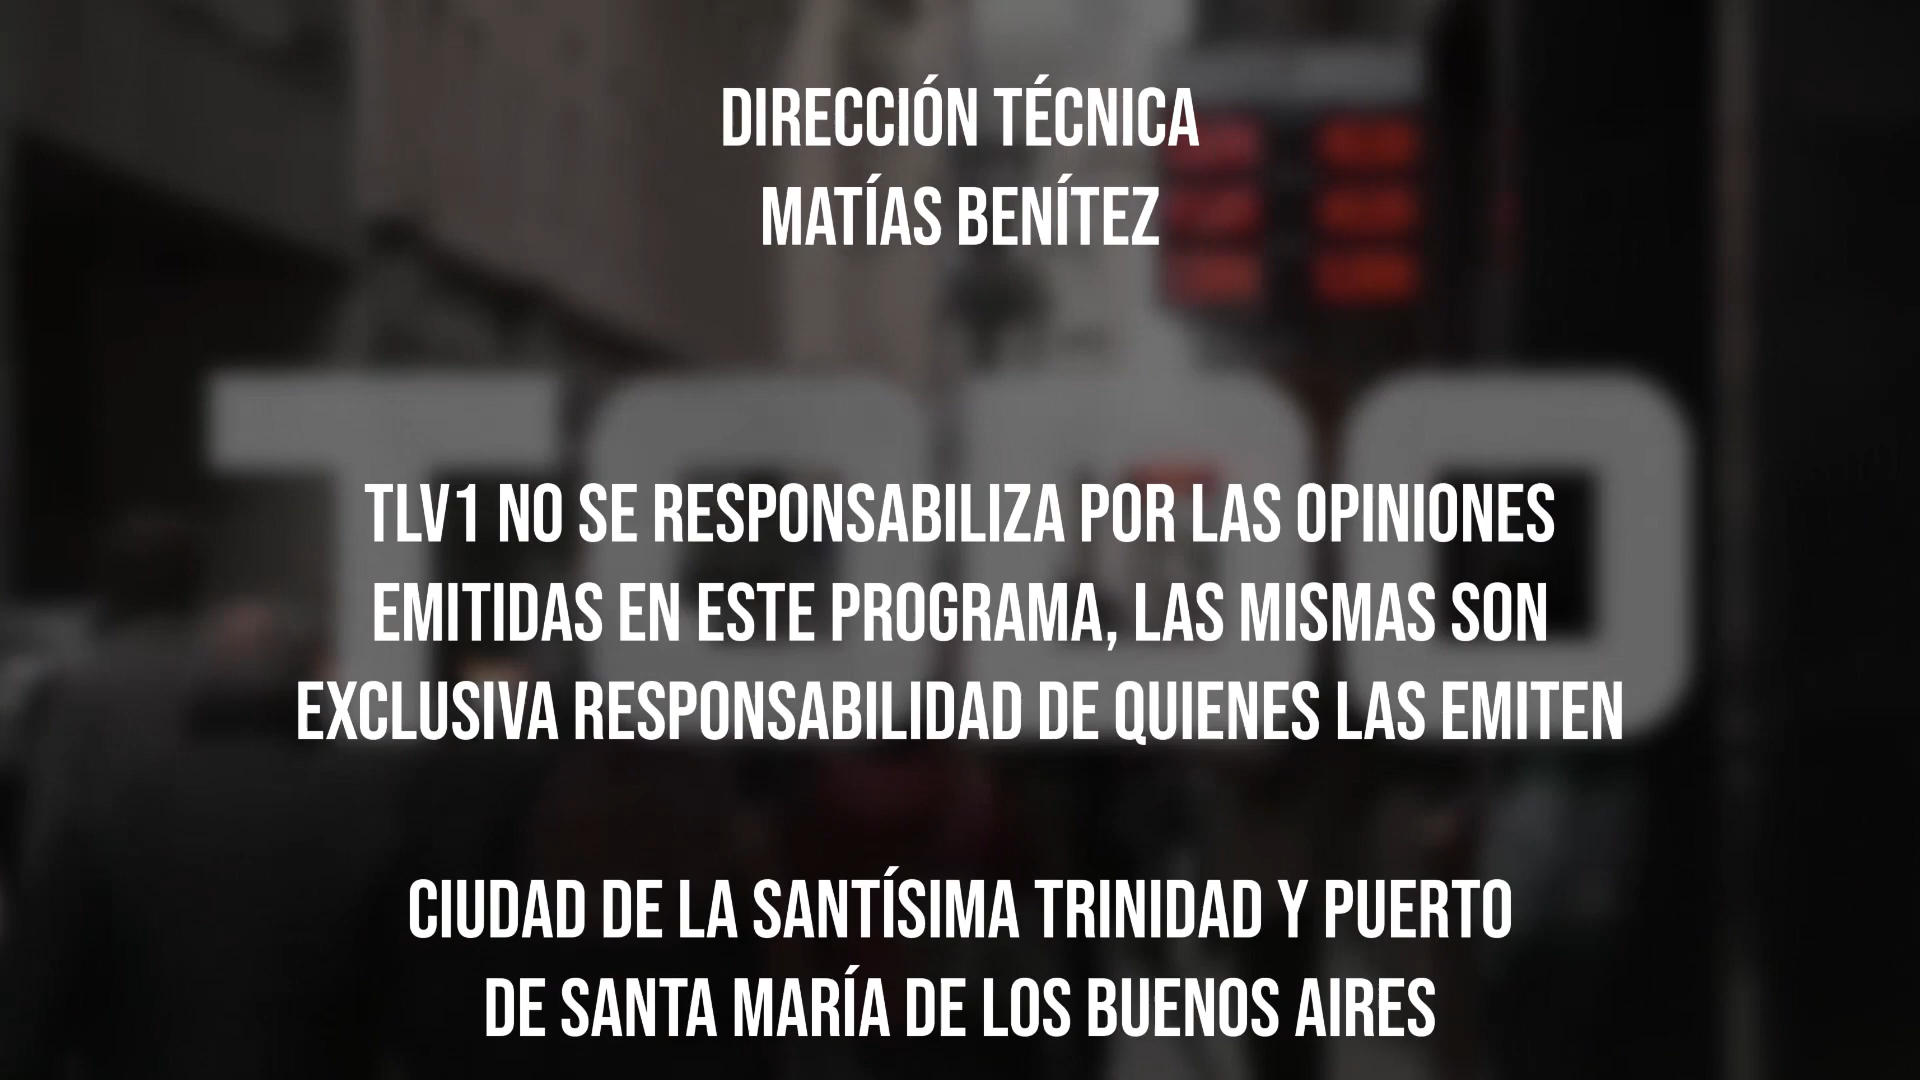 DIRECCIÓN TÉCNICA
MATÍAS BENÍTEZ
TODO
TLV1 NO SE RESPONSABILIZA POR LAS OPINIONES
EMITIDAS EN ESTE PROGRAMA, LAS MISMAS SON
EXCLUSIVA RESPONSABILIDAD DE QUIENES LAS EMITEN
CIUDAD DE LA SANTÍSIMA TRINIDAD Y PUERTO
DE SANTA MARÍA DE LOS BUENOS AIRES